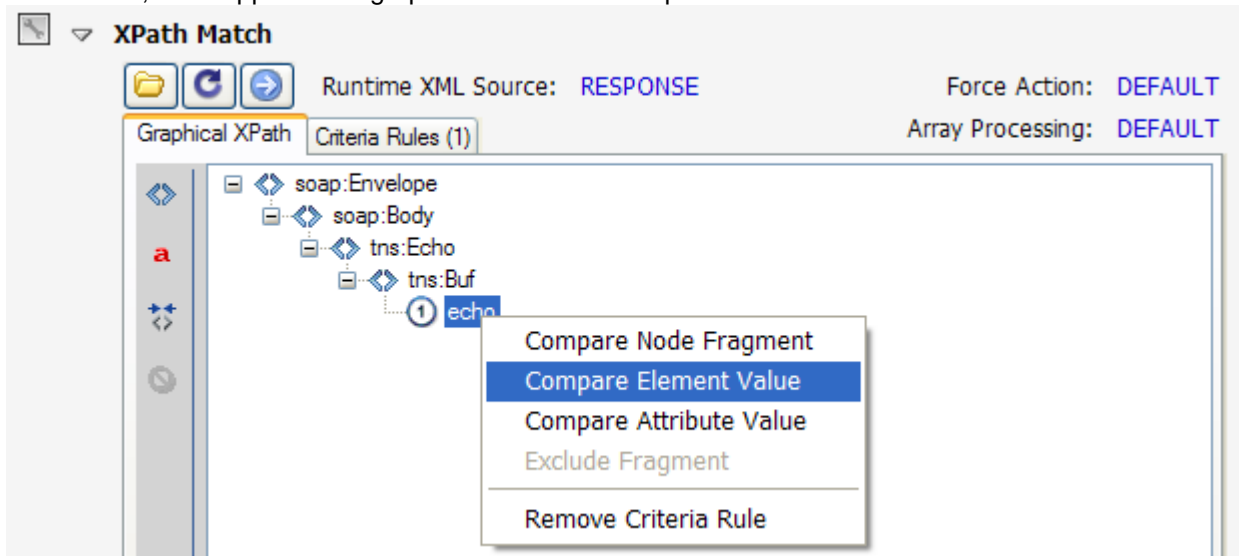 XPath Match
Runtime XML Source: RESPONSE Force Action: DEFAULT
Graphical XPath Criteria Rules (1) Array Processing: DEFAULT
soap:Envelope
soap:Body
a tns:Echo
tns:Buf
1 echo
Compare Node Fragment
Compare Element Value
Compare Attribute Value
Exclude Fragment
Remove Criteria Rule